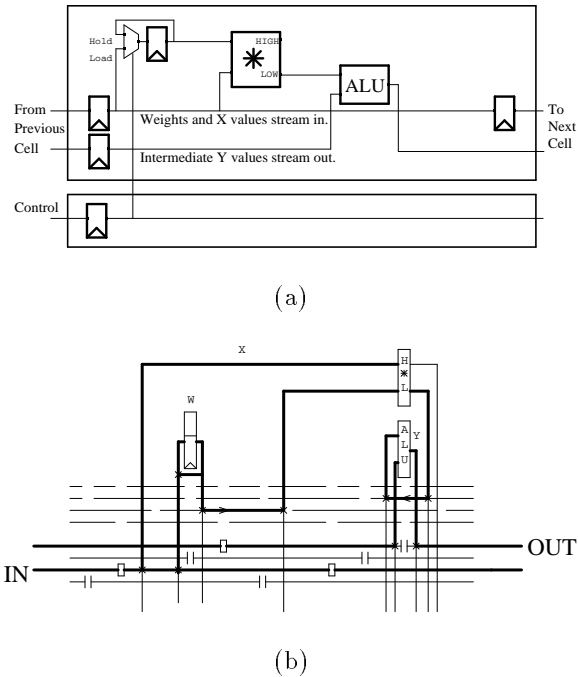 Hold
Load
HIGH
*
LOW
ALU
From
Previous
Cell
Weights and X values stream in.
Intermediate Y values stream out.
To
Next
Cell
Control
(a)
X
H
*
L
W
A
L
U
Y
OUT
IN
(b)